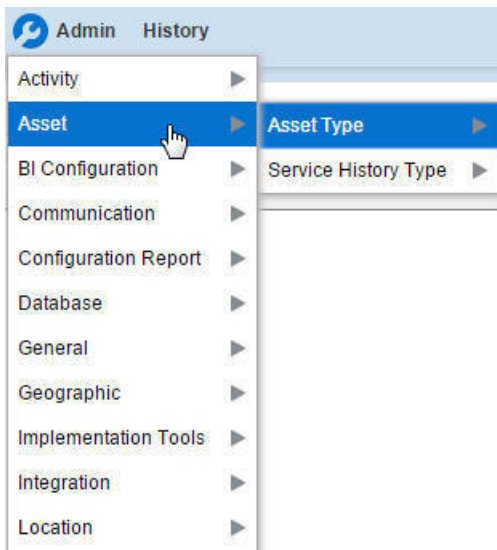 Admin History
Activity
Asset
Asset Type
BI Configuration
Service History Type
Communication
Configuration Report
Database
General
Geographic
Implementation Tools
Integration
Location